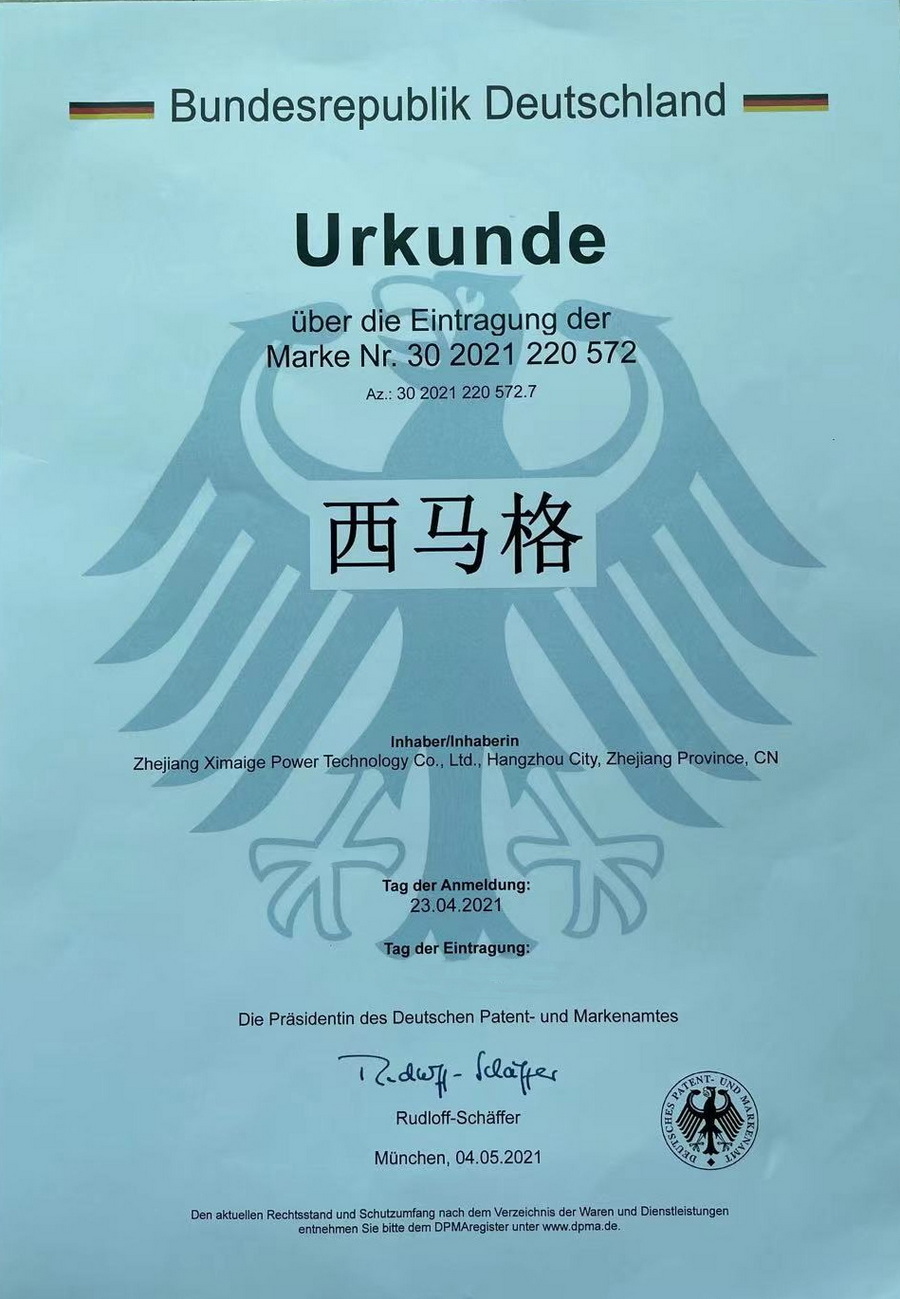 Bundesrepublik Deutschland
Urkunde
über die Eintragung der
Marke Nr. 30 2021 220 572
Az.: 30 2021 220 572.7
西马格
Inhaber/Inhaberin
Zhejiang Ximaige Power Technology Co., Ltd., Hangzhou City, Zhejiang Province, CN
Tag der Anmeldung:
23.04.2021
Tag der Eintragung:
Die Präsidentin des Deutschen Patent- und Markenamtes
Rudloff-Schäffer
Rudloff-Schäffer
München, 04.05.2021
DEUTSCHES PATENT- UND MARKENAMT
Den aktuellen Rechtsstand und Schutzumfang nach dem Verzeichnis der Waren und Dienstleistungen
entnehmen Sie bitte dem DPMAregister unter www.dpma.de.